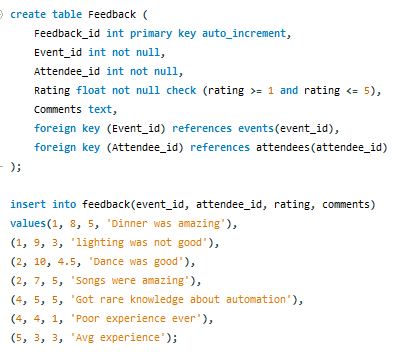 create table Feedback (
Feedback_id int primary key auto_increment,
Event_id int not null,
Attendee_id int not null,
Rating float not null check (rating >= 1 and rating <= 5),
Comments text,
foreign key (Event_id) references events(event_id),
foreign key (Attendee_id) references attendees(attendee_id)
);
insert into feedback(event_id, attendee_id, rating, comments)
values(1, 8, 5, 'Dinner was amazing'),
(1, 9, 3, 'lighting was not good'),
(2, 10, 4.5, 'Dance was good'),
(2, 7, 5, 'Songs were amazing'),
(4, 5, 5, 'Got rare knowledge about automation'),
(4, 4, 1, 'Poor experience ever'),
(5, 3, 3, 'Avg experience');